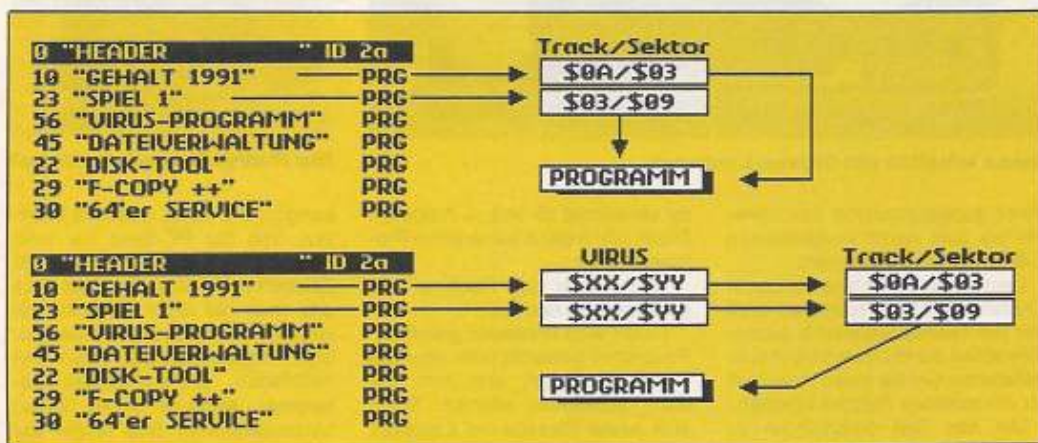 Track/Sektor
0 "HEADER " ID 2a
10 "GEHALT 1991" PRG $0A/$03
23 "SPIEL 1" PRG $03/$09
56 "VIRUS-PROGRAMM" PRG
45 "DATEIVERWALTUNG" PRG
22 "DISK-TOOL" PRG PROGRAMM
29 "F-COPY ++" PRG
30 "64'er SERVICE" PRG
VIRUS Track/Sektor
0 "HEADER " ID 2a
10 "GEHALT 1991" PRG $XX/$YY $0A/$03
23 "SPIEL 1" PRG $XX/$YY $03/$09
56 "VIRUS-PROGRAMM" PRG
45 "DATEIVERWALTUNG" PRG
22 "DISK-TOOL" PRG PROGRAMM
29 "F-COPY ++" PRG
30 "64'er SERVICE" PRG